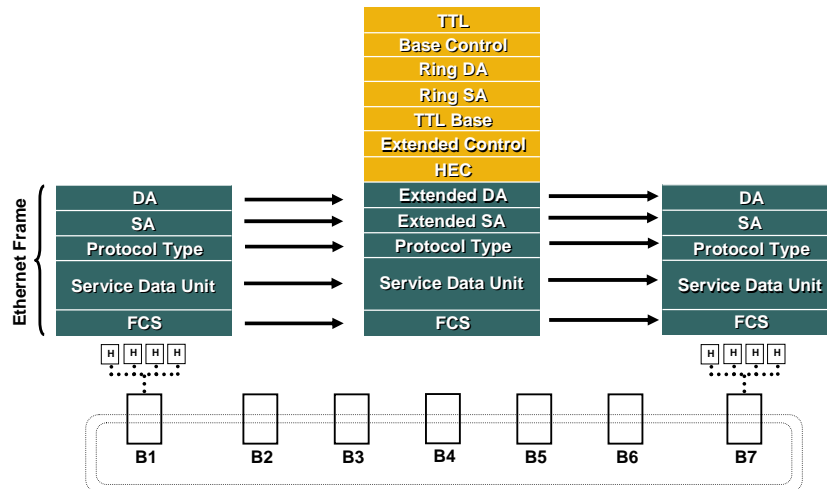 TTL
Base Control
Ring DA
Ring SA
TTL Base
Extended Control
HEC
Extended DA
Extended SA
Protocol Type
Service Data Unit
FCS
Ethernet Frame
DA
SA
Protocol Type
Service Data Unit
FCS
DA
SA
Protocol Type
Service Data Unit
FCS
H H H H
H H H H
B1 B2 B3 B4 B5 B6 B7